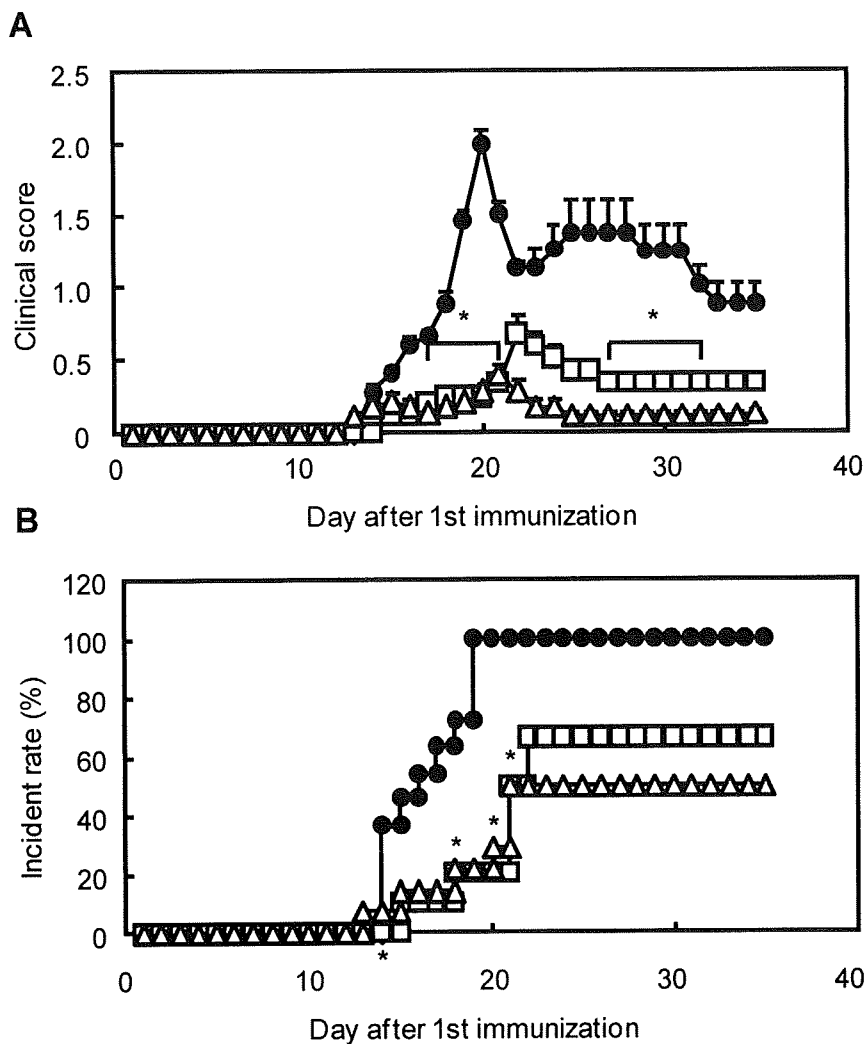 A
2.5
2.0
1.5
1.0
0.5
0
Clinical score
*
*
0 10 20 30 40
Day after 1st immunization
B
120
100
80
60
40
20
0
Incident rate (%)
*
*
*
*
0 10 20 30 40
Day after 1st immunization